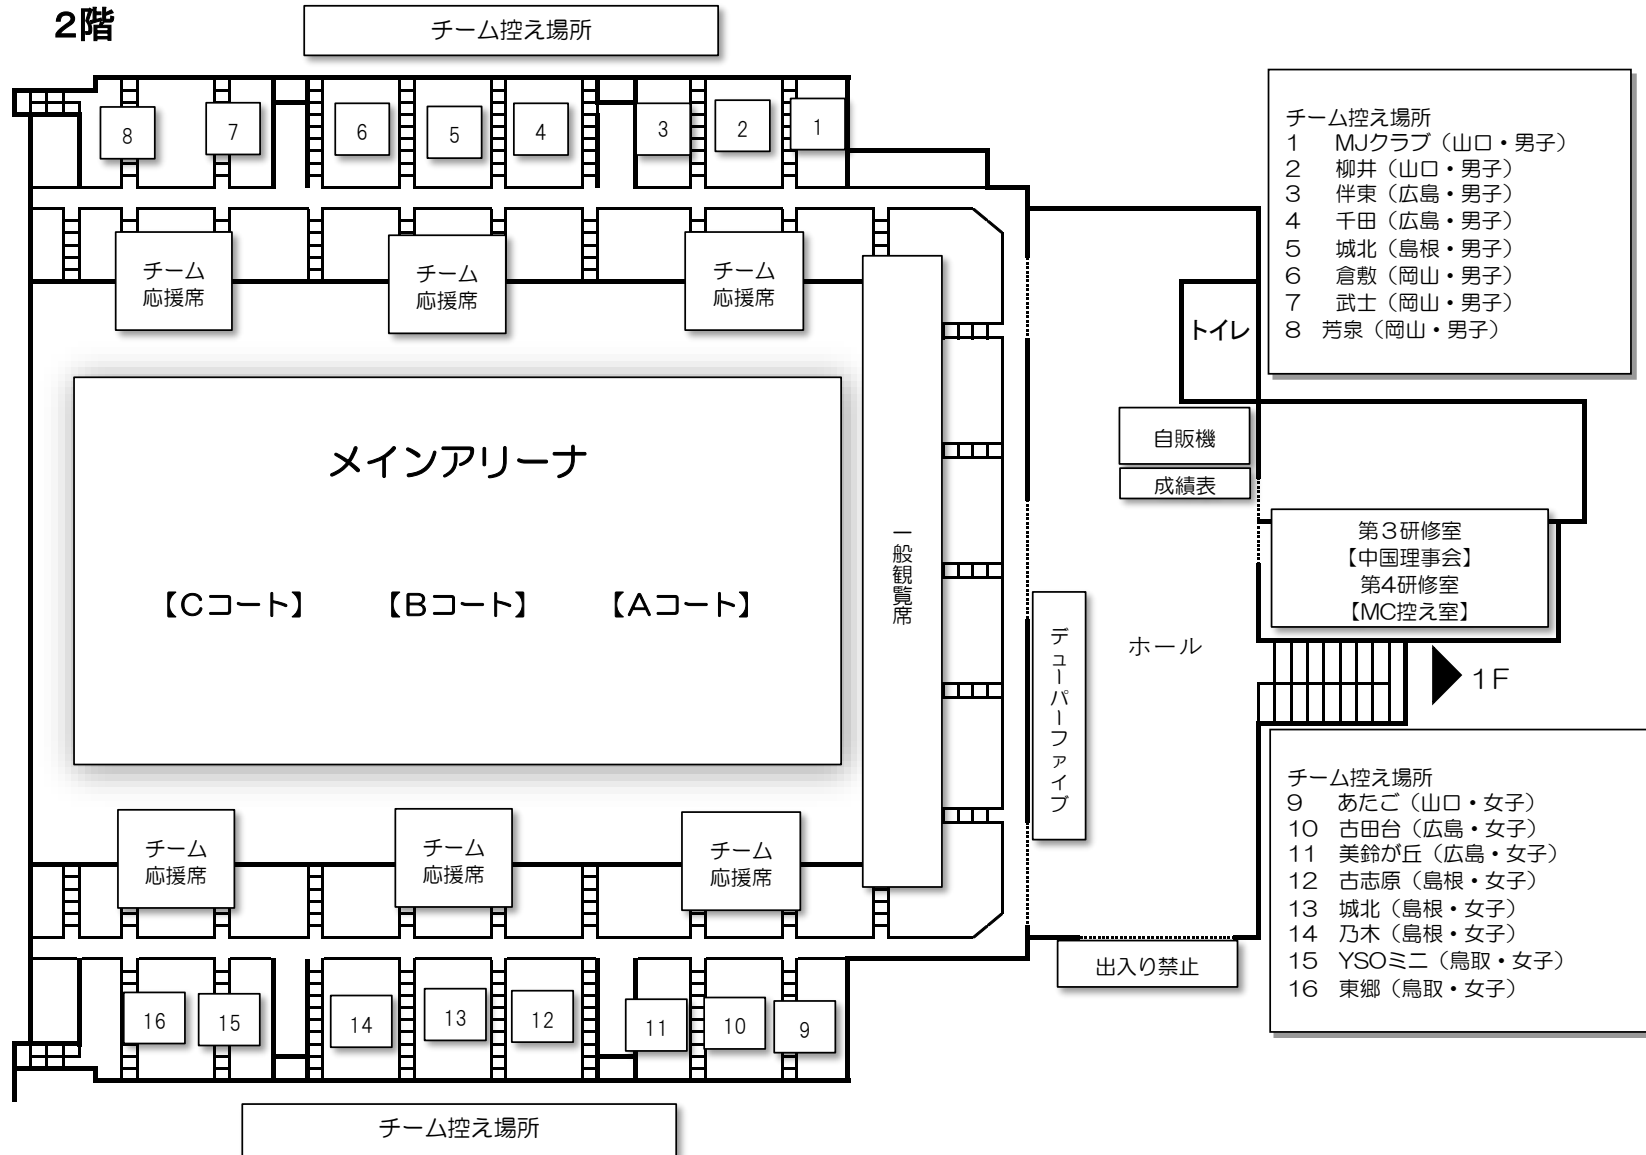 2階
チーム控え場所
8
7
6
5
4
3
2
1
チーム控え場所
1　MJクラブ（山口・男子）
2　柳井（山口・男子）
3　伴東（広島・男子）
4　千田（広島・男子）
5　城北（島根・男子）
6　倉敷（岡山・男子）
7　武士（岡山・男子）
8　芳泉（岡山・男子）
チーム
応援席
チーム
応援席
チーム
応援席
トイレ
自販機
成績表
メインアリーナ
【Cコート】
【Bコート】
【Aコート】
一般観覧席
第3研修室
【中国理事会】
第4研修室
【MC控え室】
デューパーファイブ
ホール
1F
チーム
応援席
チーム
応援席
チーム
応援席
チーム控え場所
9　あたご（山口・女子）
10　古田台（広島・女子）
11　美鈴が丘（広島・女子）
12　古志原（島根・女子）
13　城北（島根・女子）
14　乃木（島根・女子）
15　YSOミニ（鳥取・女子）
16　東郷（鳥取・女子）
出入り禁止
16
15
14
13
12
11
10
9
チーム控え場所